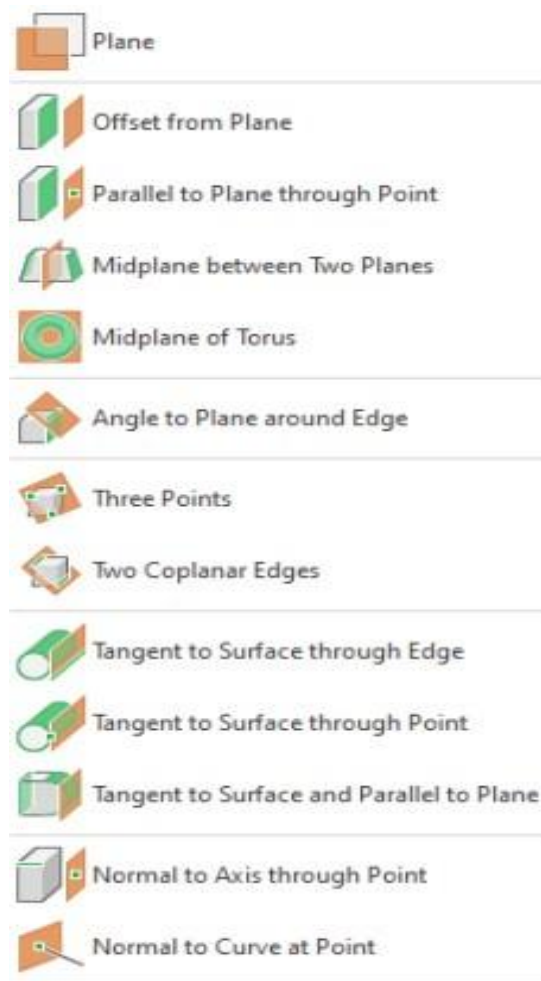 Plane
Offset from Plane
Parallel to Plane through Point
Midplane between Two Planes
Midplane of Torus
Angle to Plane around Edge
Three Points
Two Coplanar Edges
Tangent to Surface through Edge
Tangent to Surface through Point
Tangent to Surface and Parallel to Plane
Normal to Axis through Point
Normal to Curve at Point